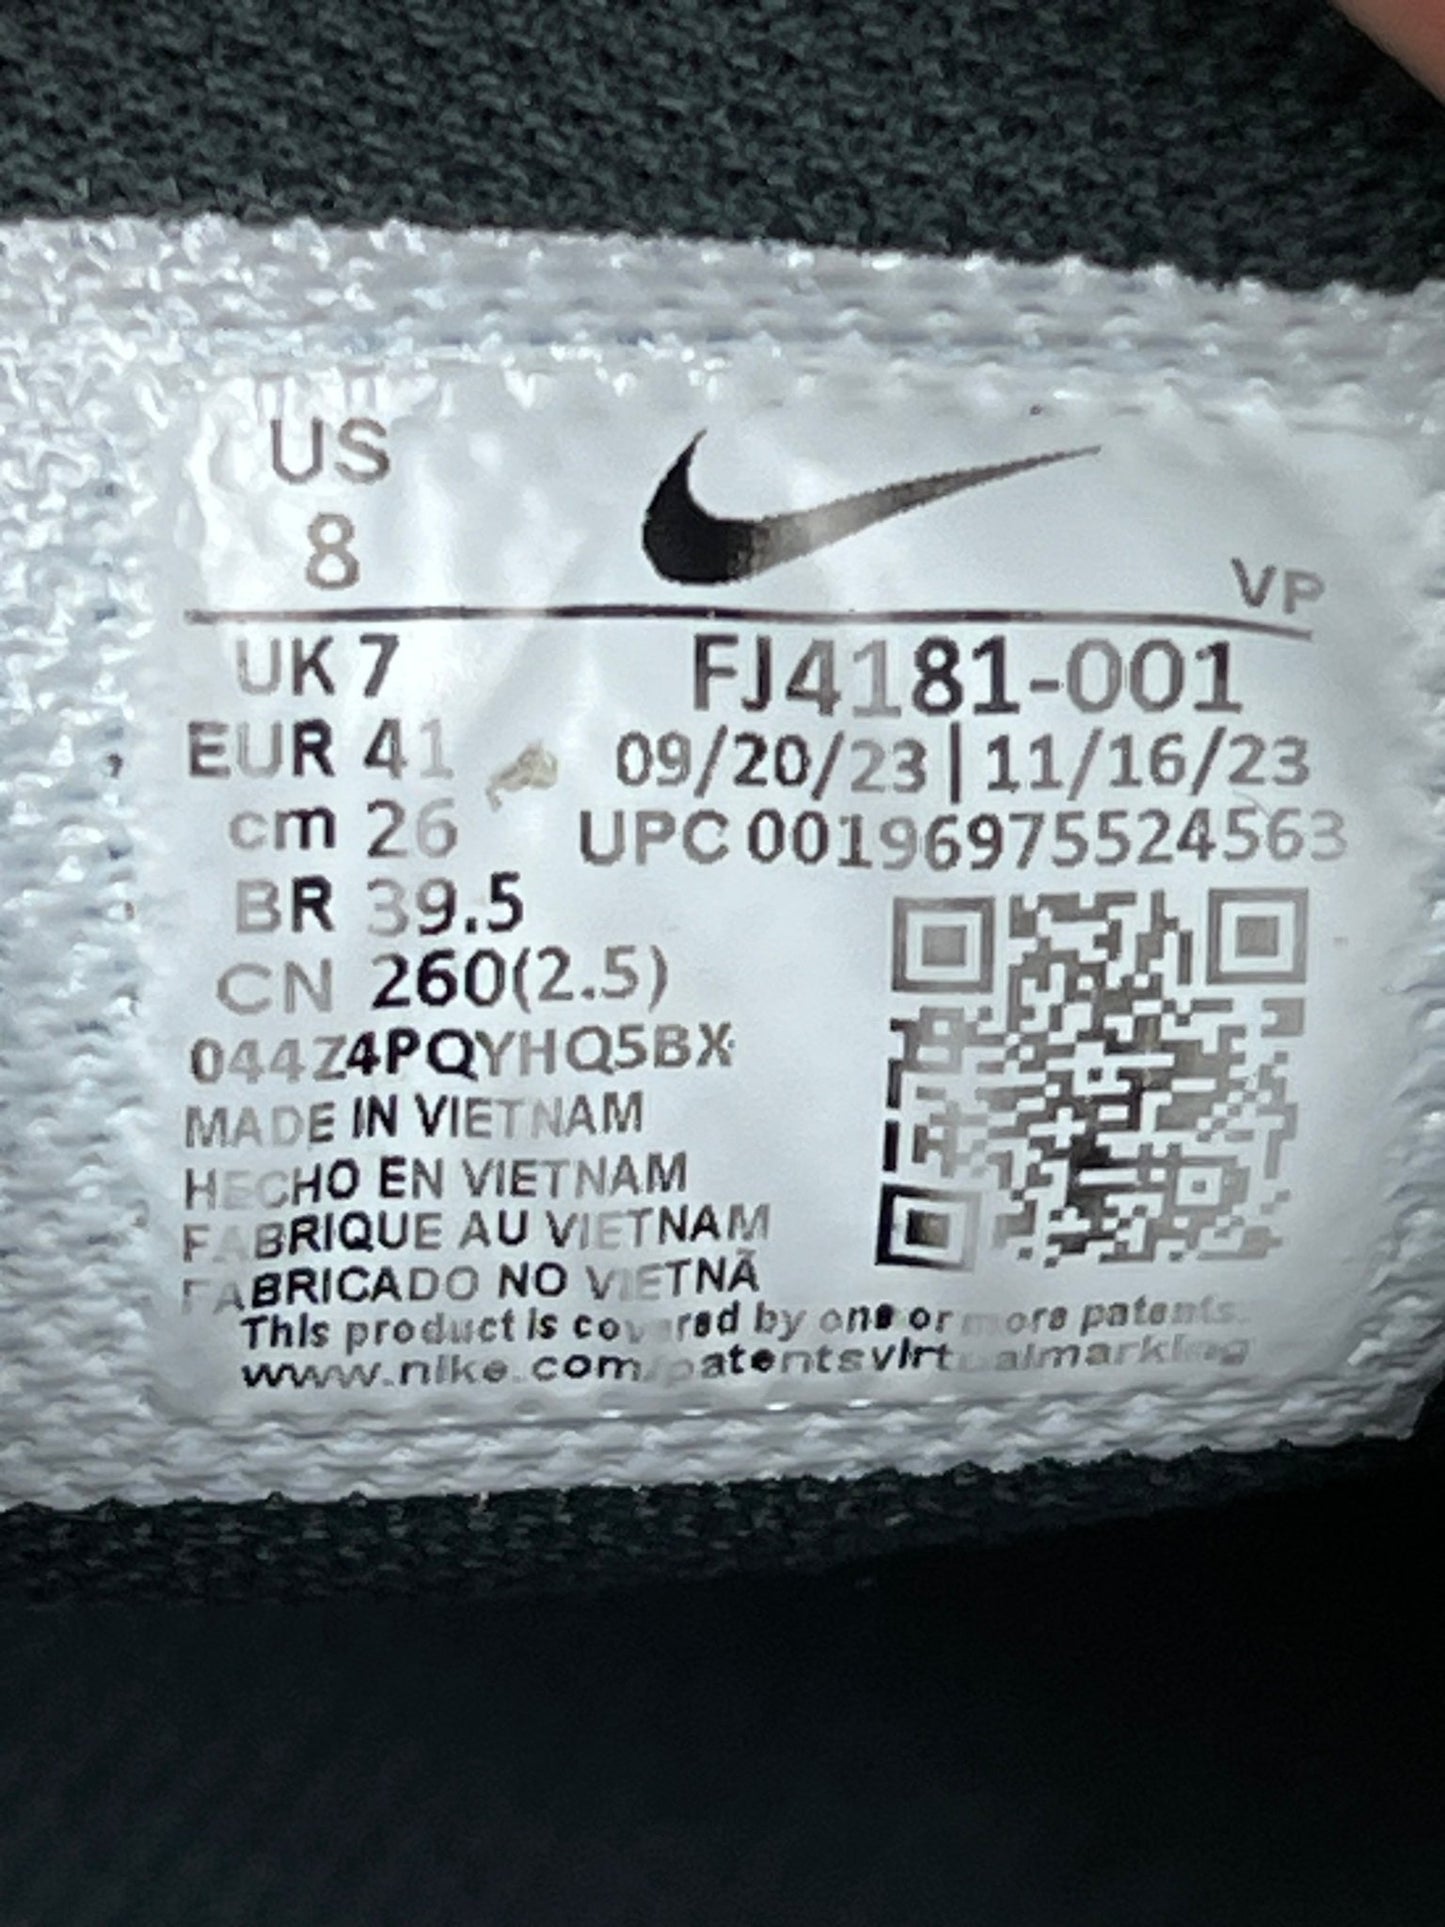 US
8
VP
UK 7
FJ4181-001
EUR 41
09/20/23 | 11/16/23
cm 26
UPC 00196975524563
BR 39.5
CN 260(2.5)
044Z4PQYHQ5BX
MADE IN VIETNAM
HECHO EN VIETNAM
FABRIQUE AU VIETNAM
FABRICADO NO VIETNÃ
This product is covered by one or more patents.
www.nike.com/patentsvirtualmarking